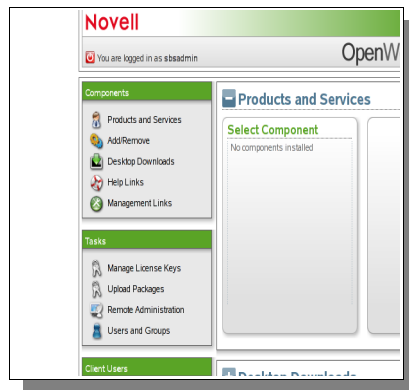 Novell
You are logged in as sbsadmin
OpenW
Components
Products and Services
Add/Remove
Desktop Downloads
Help Links
Management Links
Tasks
Manage License Keys
Upload Packages
Remote Administration
Users and Groups
Client Users
Products and Services
Select Component
No components installed
Desktop Downloads